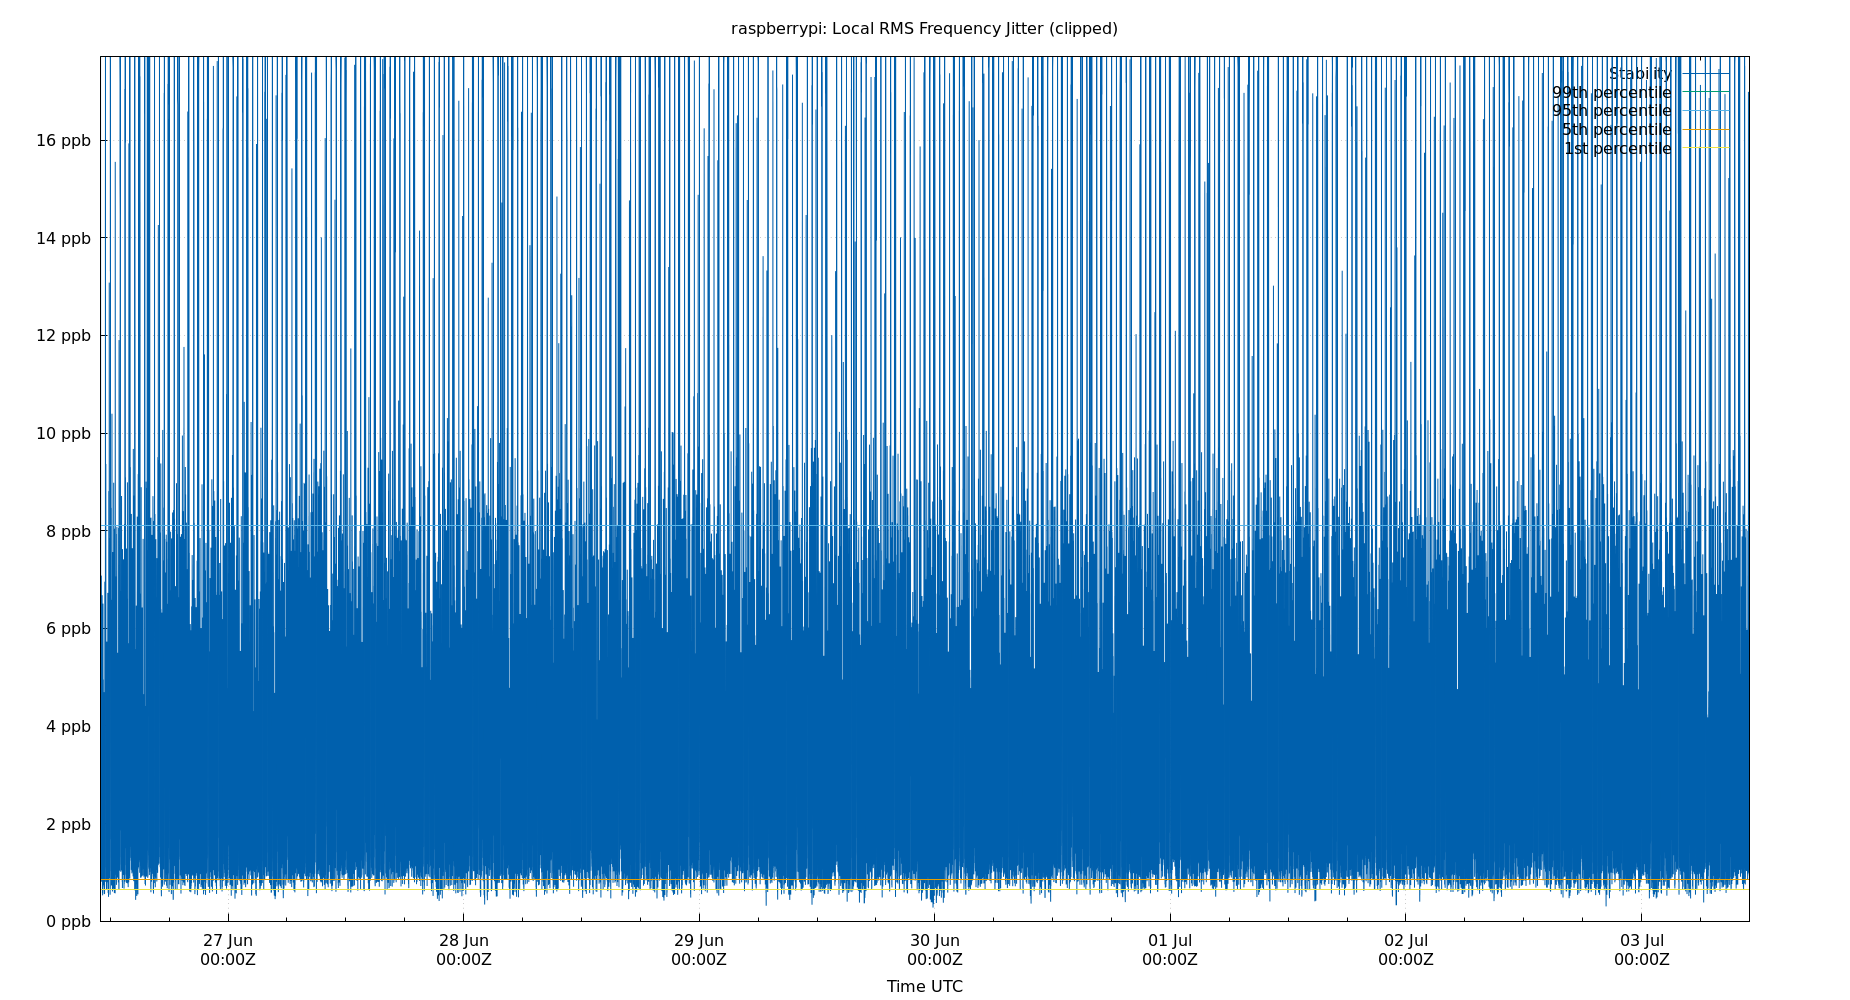 raspberrypi: Local RMS Frequency Jitter (clipped)
Stability
99th percentile
95th percentile
5th percentile
1st percentile
16 ppb
14 ppb
12 ppb
10 ppb
8 ppb
6 ppb
4 ppb
2 ppb
0 ppb
27 Jun 28 Jun 29 Jun 30 Jun 01 Jul 02 Jul 03 Jul
00:00Z 00:00Z 00:00Z 00:00Z 00:00Z 00:00Z 00:00Z
Time UTC